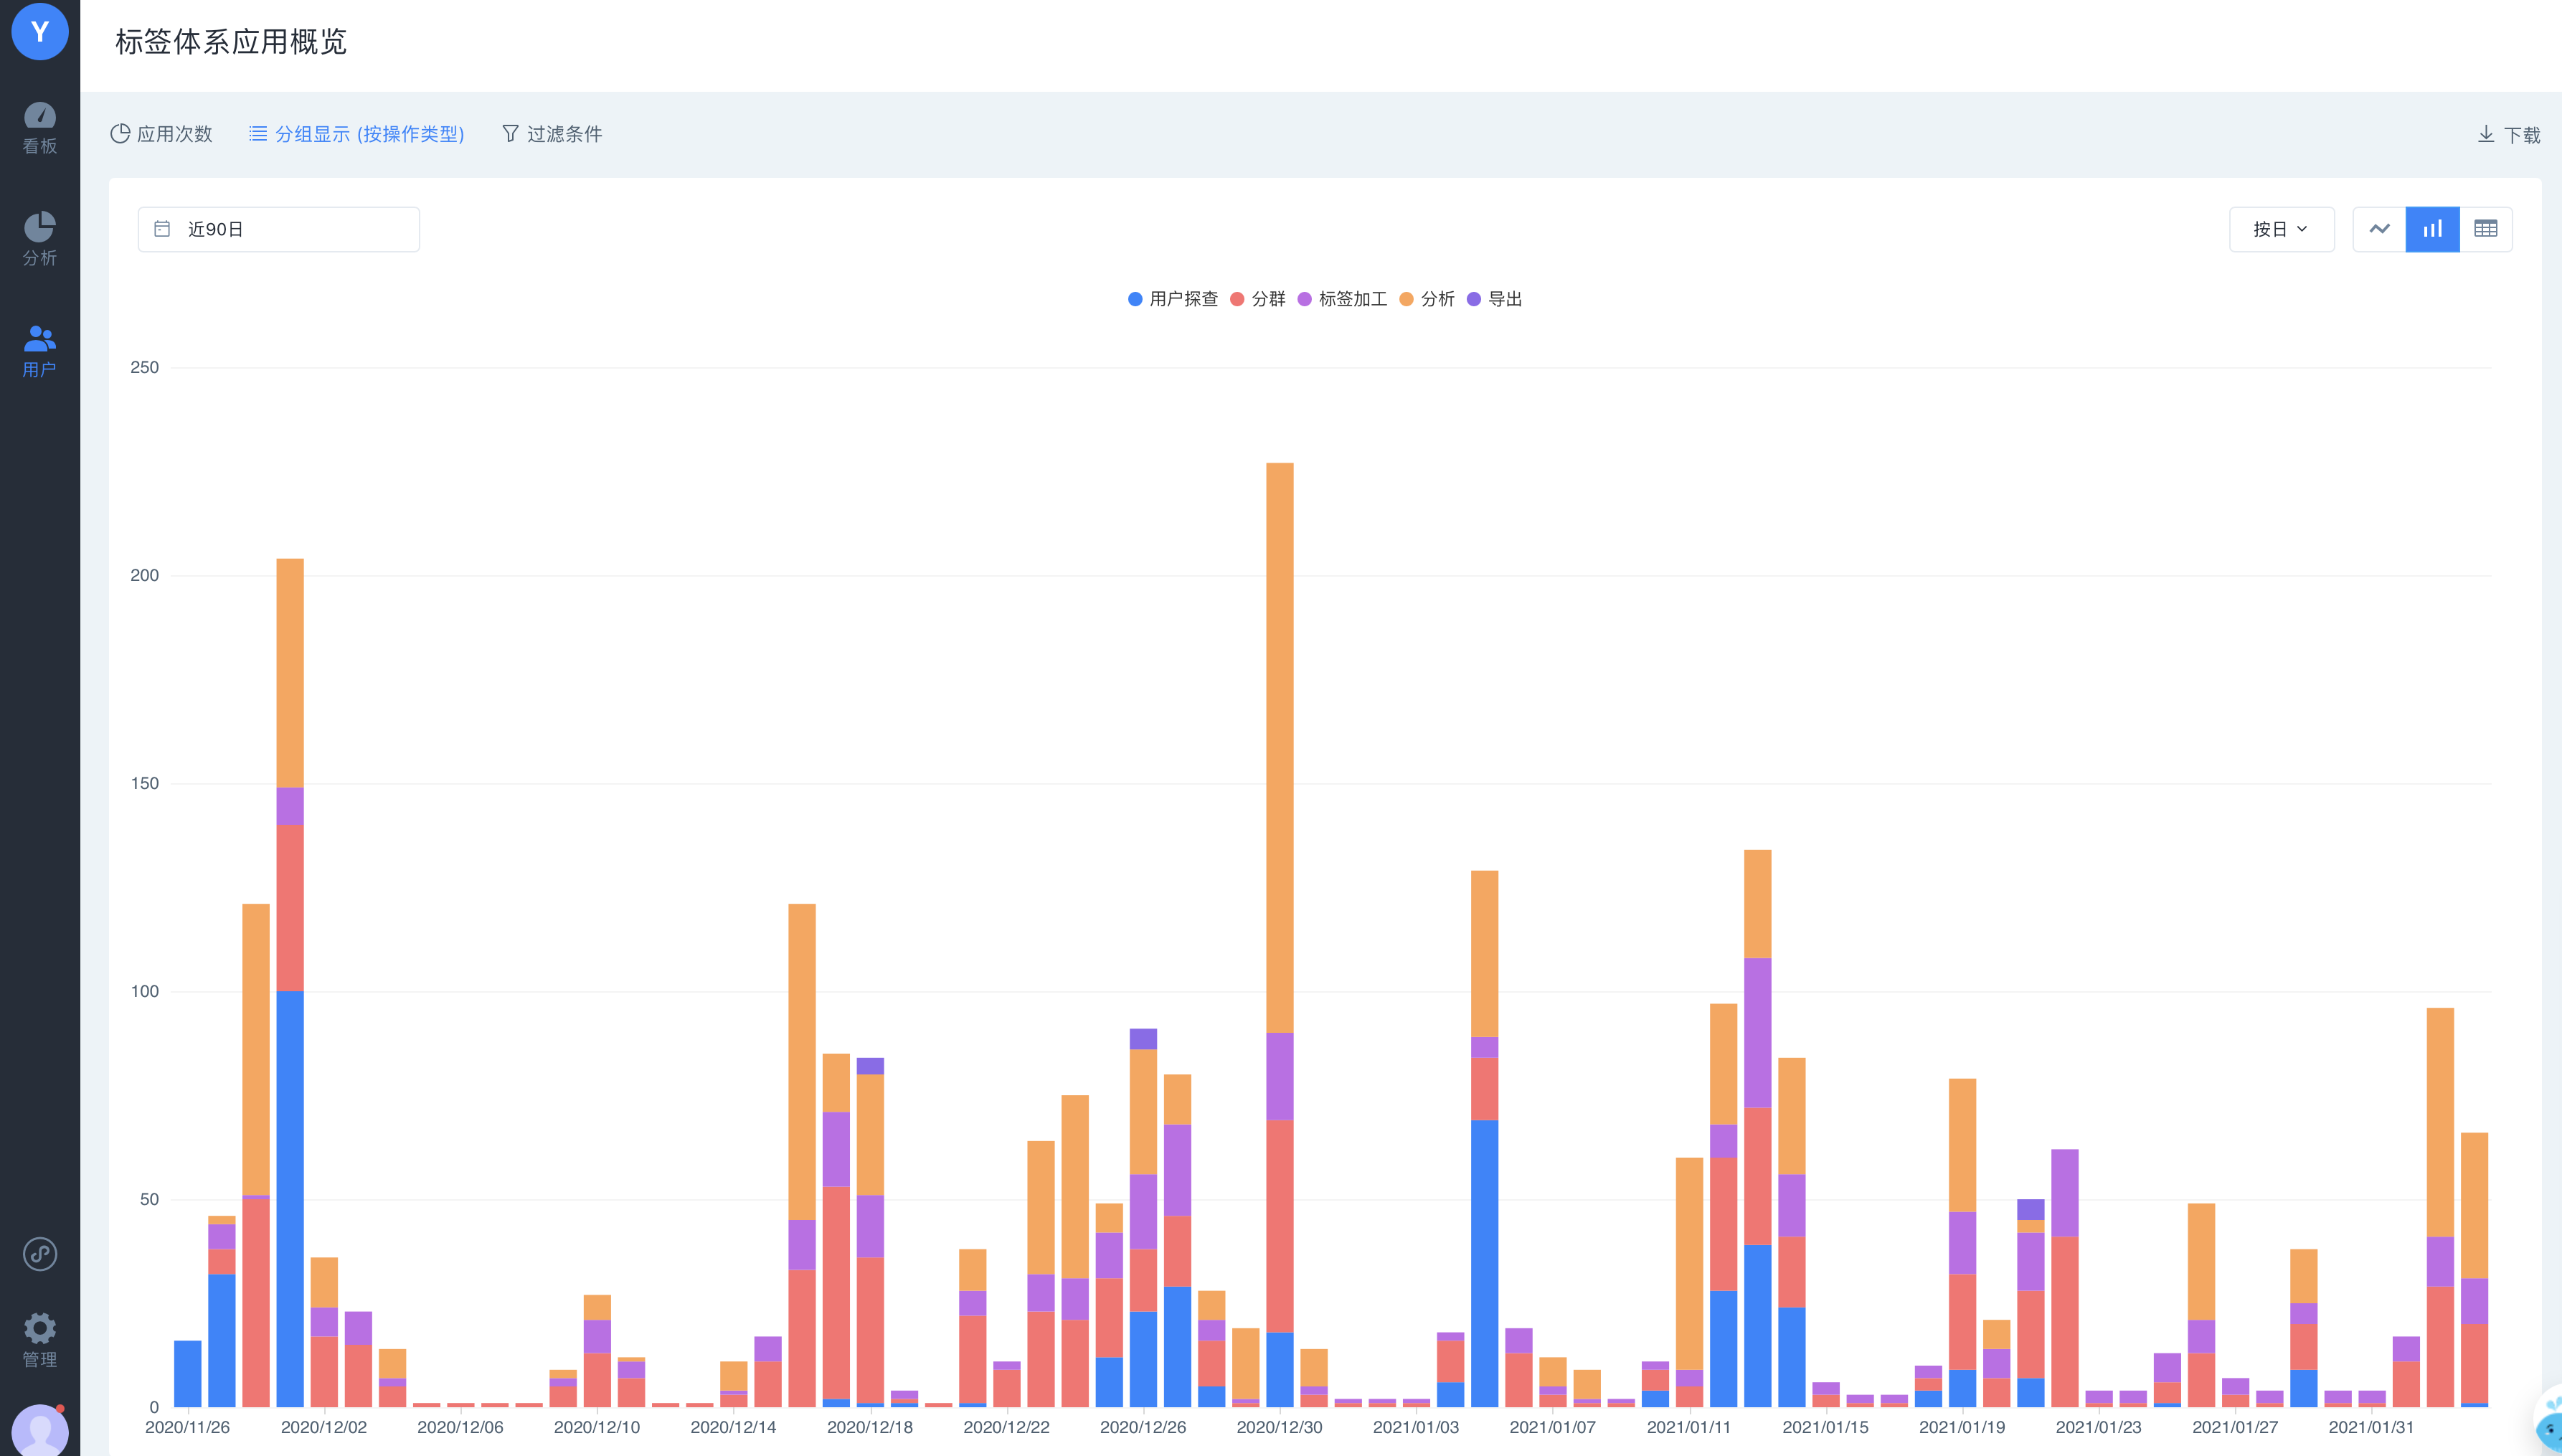 Y
标签体系应用概览
看板
分析
用户
管理
应用次数 分组显示 (按操作类型) 过滤条件 下载
近90日 按日
用户探查 分群 标签加工 分析 导出
250
200
150
100
50
0
2020/11/26 2020/12/02 2020/12/06 2020/12/10 2020/12/14 2020/12/18 2020/12/22 2020/12/26 2020/12/30 2021/01/03 2021/01/07 2021/01/11 2021/01/15 2021/01/19 2021/01/23 2021/01/27 2021/01/31